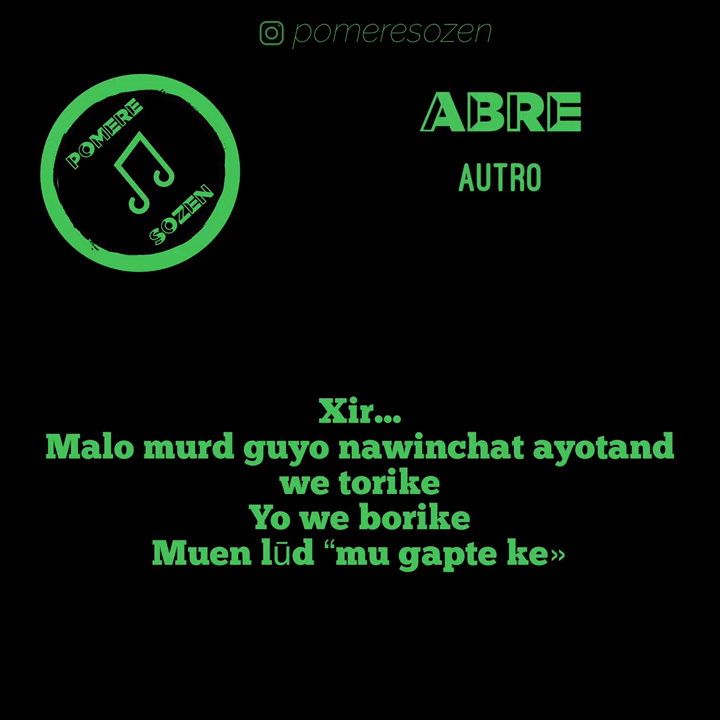 pomeresozen
POMERE
SOZEN
ABRE
AUTRO
Xir...
Malo murd guyo nawinchat ayotand
we torike
Yo we borike
Muen lūd “mu gapte ke»